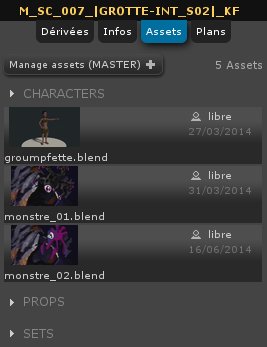 M_SC_007_|GROTTE-INT_S02|_KF
Dérivées Infos Assets Plans
Manage assets (MASTER) + 5 Assets
CHARACTERS
libre
27/03/2014
groumpfette.blend
libre
31/03/2014
monstre_01.blend
libre
16/06/2014
monstre_02.blend
PROPS
SETS